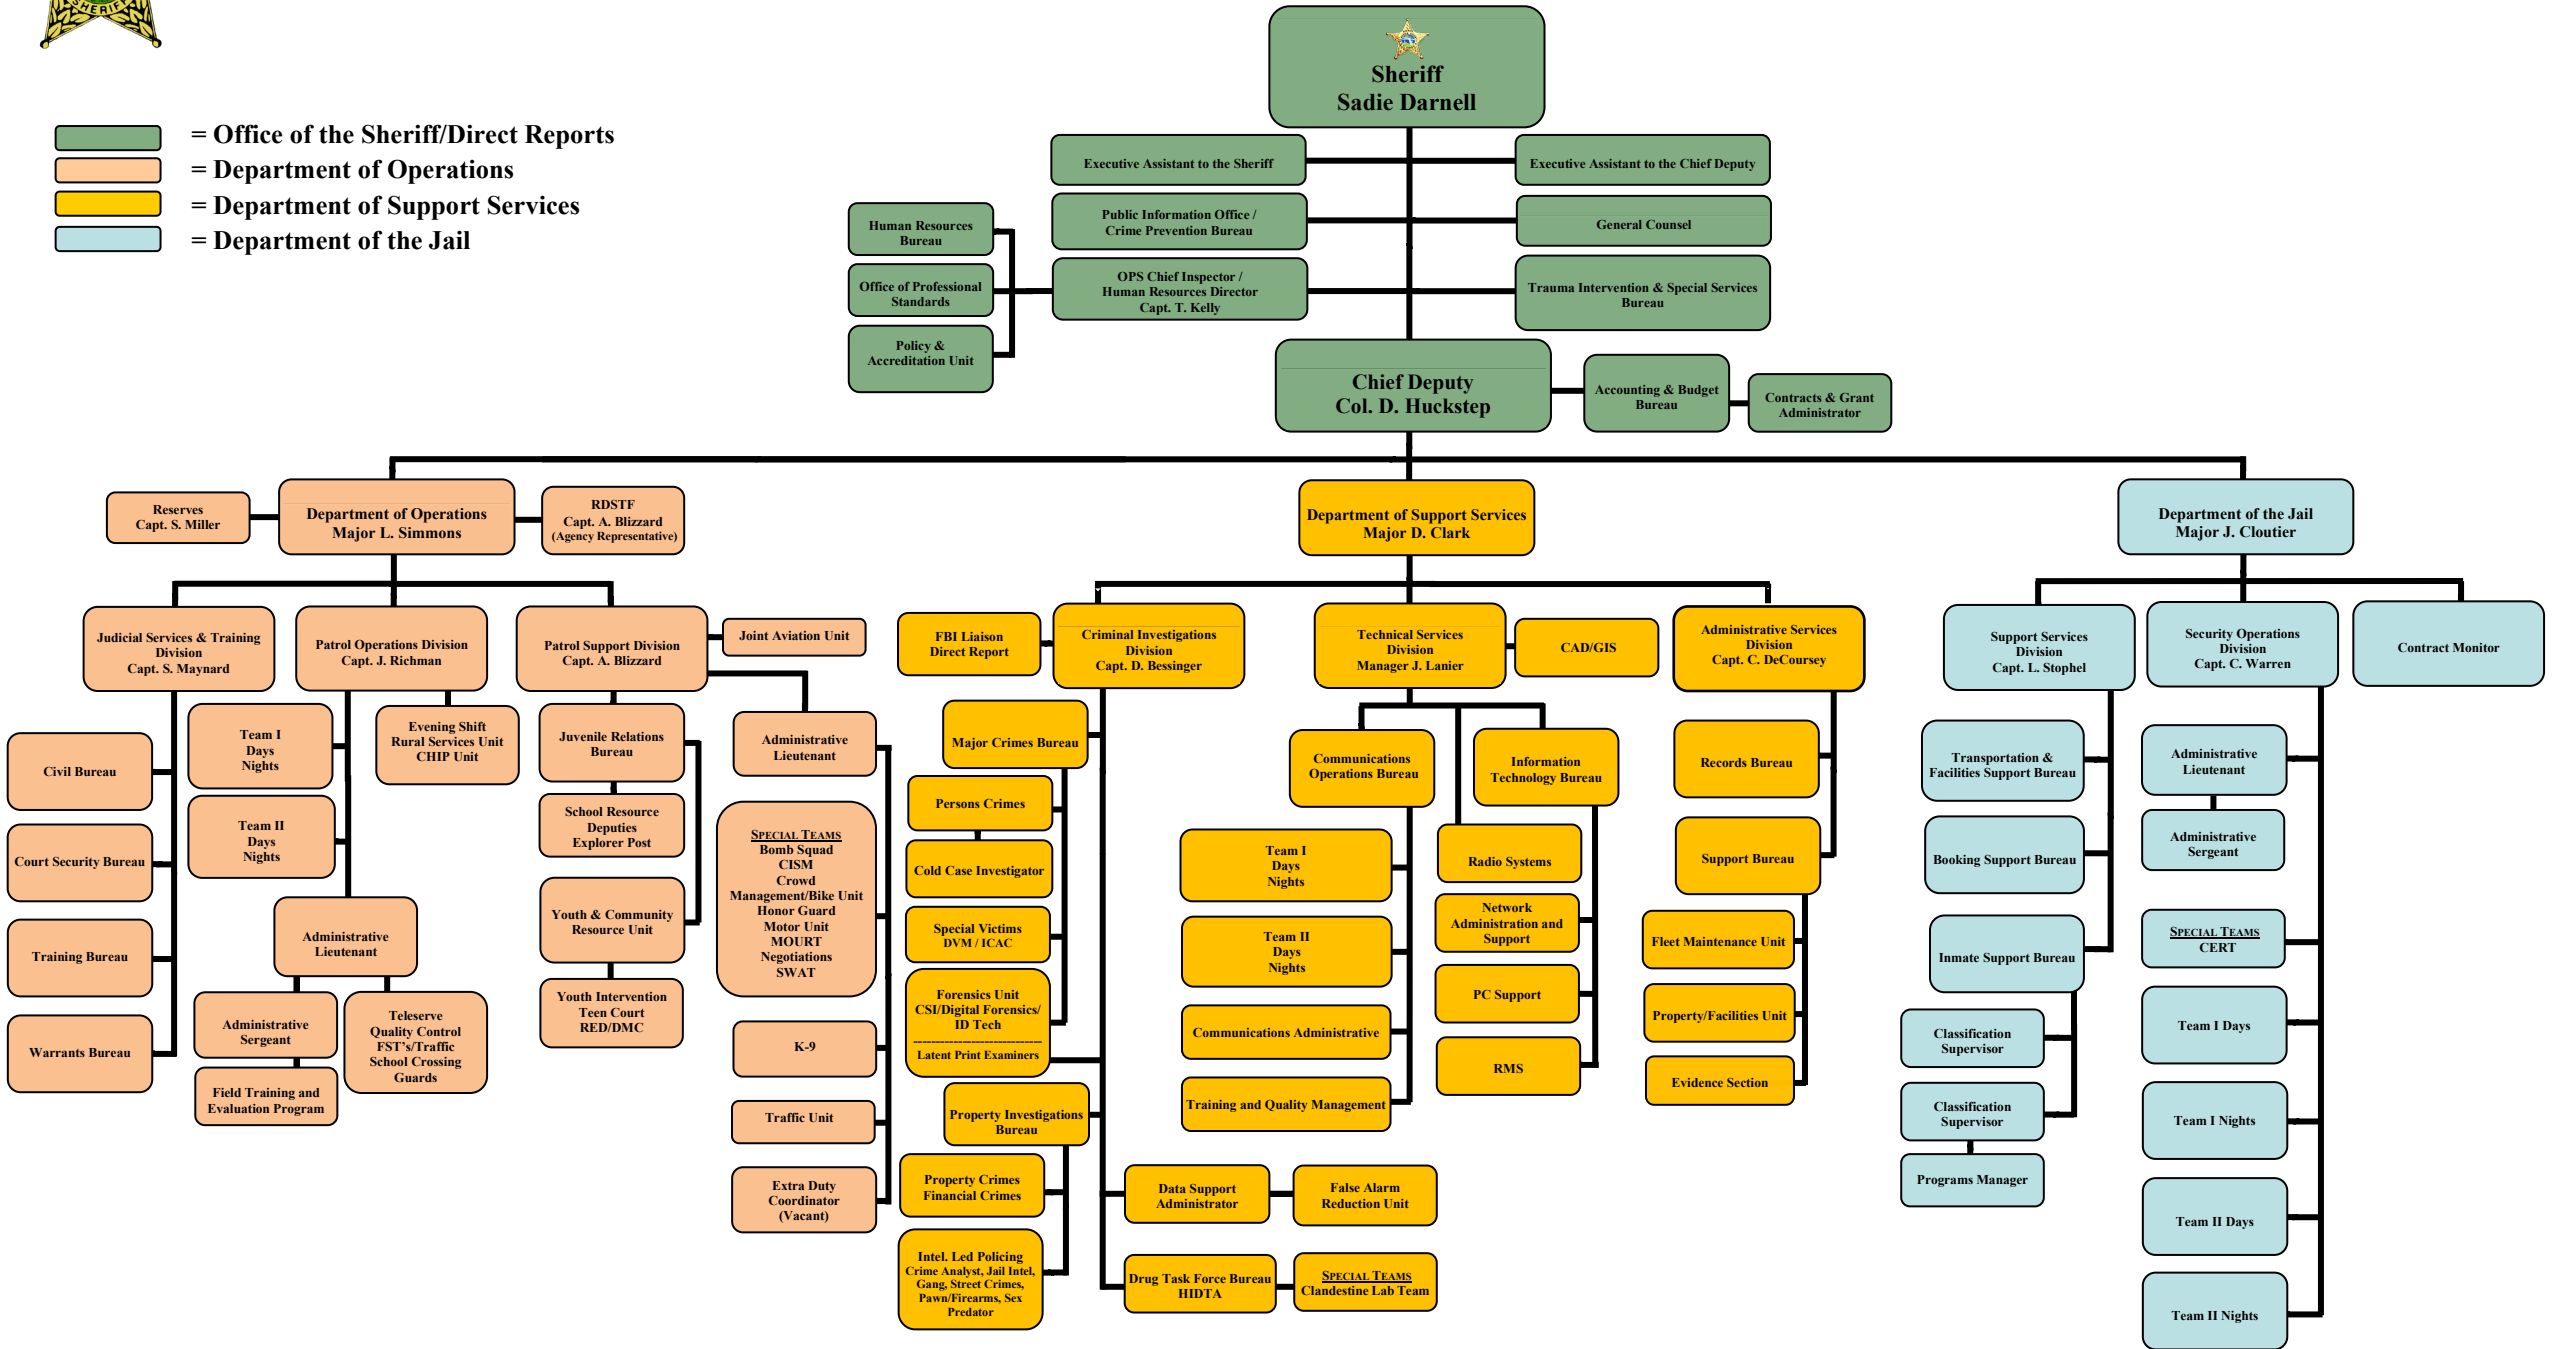 SHERIFF
= Office of the Sheriff/Direct Reports
= Department of Operations
= Department of Support Services
= Department of the Jail
Sheriff
Sadie Darnell
Executive Assistant to the Sheriff
Executive Assistant to the Chief Deputy
Public Information Office /
Crime Prevention Bureau
General Counsel
OPS Chief Inspector /
Human Resources Director
Capt. T. Kelly
Trauma Intervention & Special Services
Bureau
Human Resources
Bureau
Office of Professional
Standards
Policy &
Accreditation Unit
Chief Deputy
Col. D. Huckstep
Accounting & Budget
Bureau
Contracts & Grant
Administrator
Reserves
Capt. S. Miller
Department of Operations
Major L. Simmons
RDSTF
Capt. A. Blizzard
(Agency Representative)
Department of Support Services
Major D. Clark
Department of the Jail
Major J. Cloutier
Judicial Services & Training
Division
Capt. S. Maynard
Patrol Operations Division
Capt. J. Richman
Patrol Support Division
Capt. A. Blizzard
Joint Aviation Unit
Civil Bureau
Court Security Bureau
Training Bureau
Warrants Bureau
Team I
Days
Nights
Team II
Days
Nights
Evening Shift
Rural Services Unit
CHIP Unit
Administrative
Lieutenant
Administrative
Sergeant
Field Training and
Evaluation Program
Teleserve
Quality Control
FST's/Traffic
School Crossing
Guards
Juvenile Relations
Bureau
School Resource
Deputies
Explorer Post
Youth & Community
Resource Unit
Youth Intervention
Teen Court
RED/DMC
Administrative
Lieutenant
SPECIAL TEAMS
Bomb Squad
CISM
Crowd
Management/Bike Unit
Honor Guard
Motor Unit
MOURT
Negotiations
SWAT
K-9
Traffic Unit
Extra Duty
Coordinator
(Vacant)
FBI Liaison
Direct Report
Criminal Investigations
Division
Capt. D. Bessinger
Technical Services
Division
Manager J. Lanier
CAD/GIS
Administrative Services
Division
Capt. C. DeCoursey
Major Crimes Bureau
Persons Crimes
Cold Case Investigator
Special Victims
DVM / ICAC
Forensics Unit
CSI/Digital Forensics/
ID Tech
-----------------------------
Latent Print Examiners
Property Investigations
Bureau
Property Crimes
Financial Crimes
Intel. Led Policing
Crime Analyst, Jail Intel,
Gang, Street Crimes,
Pawn/Firearms, Sex
Predator
Data Support
Administrator
False Alarm
Reduction Unit
Drug Task Force Bureau
HIDTA
SPECIAL TEAMS
Clandestine Lab Team
Communications
Operations Bureau
Team I
Days
Nights
Team II
Days
Nights
Communications Administrative
Training and Quality Management
Radio Systems
Information
Technology Bureau
Network
Administration and
Support
PC Support
RMS
Records Bureau
Support Bureau
Fleet Maintenance Unit
Property/Facilities Unit
Evidence Section
Support Services
Division
Capt. L. Stophel
Security Operations
Division
Capt. C. Warren
Contract Monitor
Transportation &
Facilities Support Bureau
Booking Support Bureau
Inmate Support Bureau
Classification
Supervisor
Classification
Supervisor
Programs Manager
Administrative
Lieutenant
Administrative
Sergeant
SPECIAL TEAMS
CERT
Team I Days
Team I Nights
Team II Days
Team II Nights